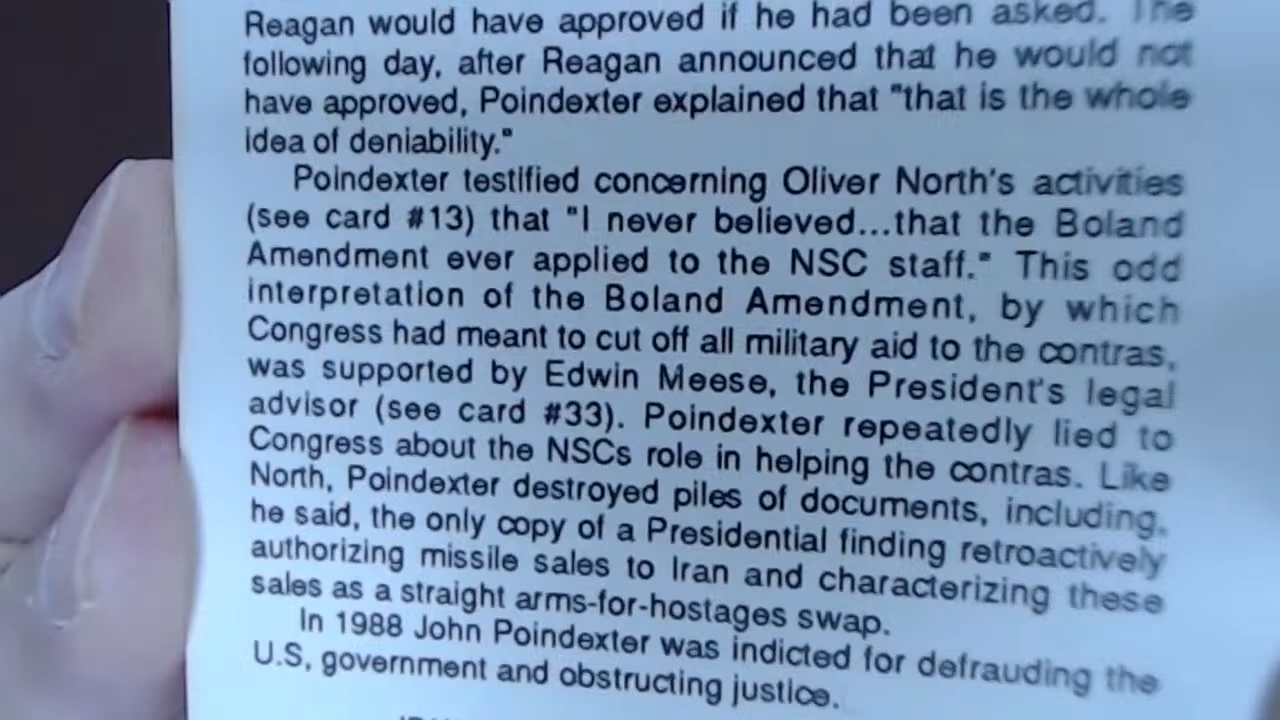 Reagan would have approved if he had been asked. The
following day, after Reagan announced that he would not
have approved, Poindexter explained that "that is the whole
idea of deniability."
Poindexter testified concerning Oliver North's activities
(see card #13) that "I never believed...that the Boland
Amendment ever applied to the NSC staff." This odd
interpretation of the Boland Amendment, by which
Congress had meant to cut off all military aid to the contras,
was supported by Edwin Meese, the President's legal
advisor (see card #33). Poindexter repeatedly lied to
Congress about the NSCs role in helping the contras. Like
North, Poindexter destroyed piles of documents, including,
he said, the only copy of a Presidential finding retroactively
authorizing missile sales to Iran and characterizing these
sales as a straight arms-for-hostages swap.
In 1988 John Poindexter was indicted for defrauding the
U.S, government and obstructing justice.